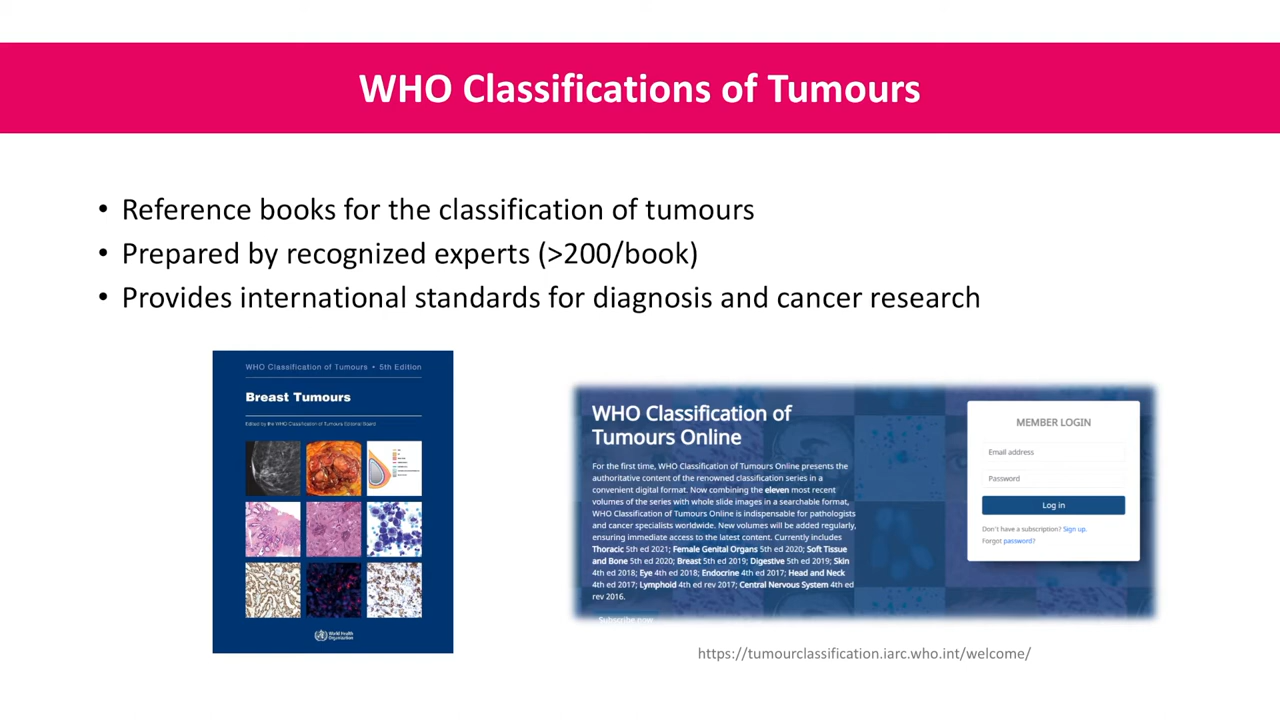 WHO Classifications of Tumours
• Reference books for the classification of tumours
• Prepared by recognized experts (>200/book)
• Provides international standards for diagnosis and cancer research
WHO Classification of Tumours • 5th Edition
Breast Tumours
Edited by the WHO Classification of Tumours Editorial Board
World Health
Organization
WHO Classification of
Tumours Online
For the first time, WHO Classification of Tumours Online presents the
authoritative content of the renowned classification series in a
convenient digital format. Now combining the eleven most recent
volumes of the series with whole slide images in a searchable format,
WHO Classification of Tumours Online is indispensable for pathologists
and cancer specialists worldwide. New volumes will be added regularly,
ensuring immediate access to the latest content. Currently includes
Thoracic 5th ed 2021; Female Genital Organs 5th ed 2020; Soft Tissue
and Bone 5th ed 2020; Breast 5th ed 2019; Digestive 5th ed 2019; Skin
4th ed 2018; Eye 4th ed 2018; Endocrine 4th ed 2017; Head and Neck
4th ed 2017; Lymphoid 4th ed rev 2017; Central Nervous System 4th ed
rev 2016.
Subscribe now
MEMBER LOGIN
Email address
Password
Log in
Don't have a subscription? Sign up.
Forgot password?
https://tumourclassification.iarc.who.int/welcome/